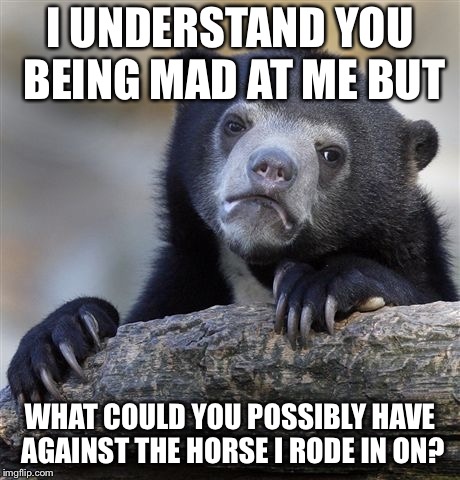 I UNDERSTAND YOU
BEING MAD AT ME BUT
WHAT COULD YOU POSSIBLY HAVE
AGAINST THE HORSE I RODE IN ON?
imgflip.com